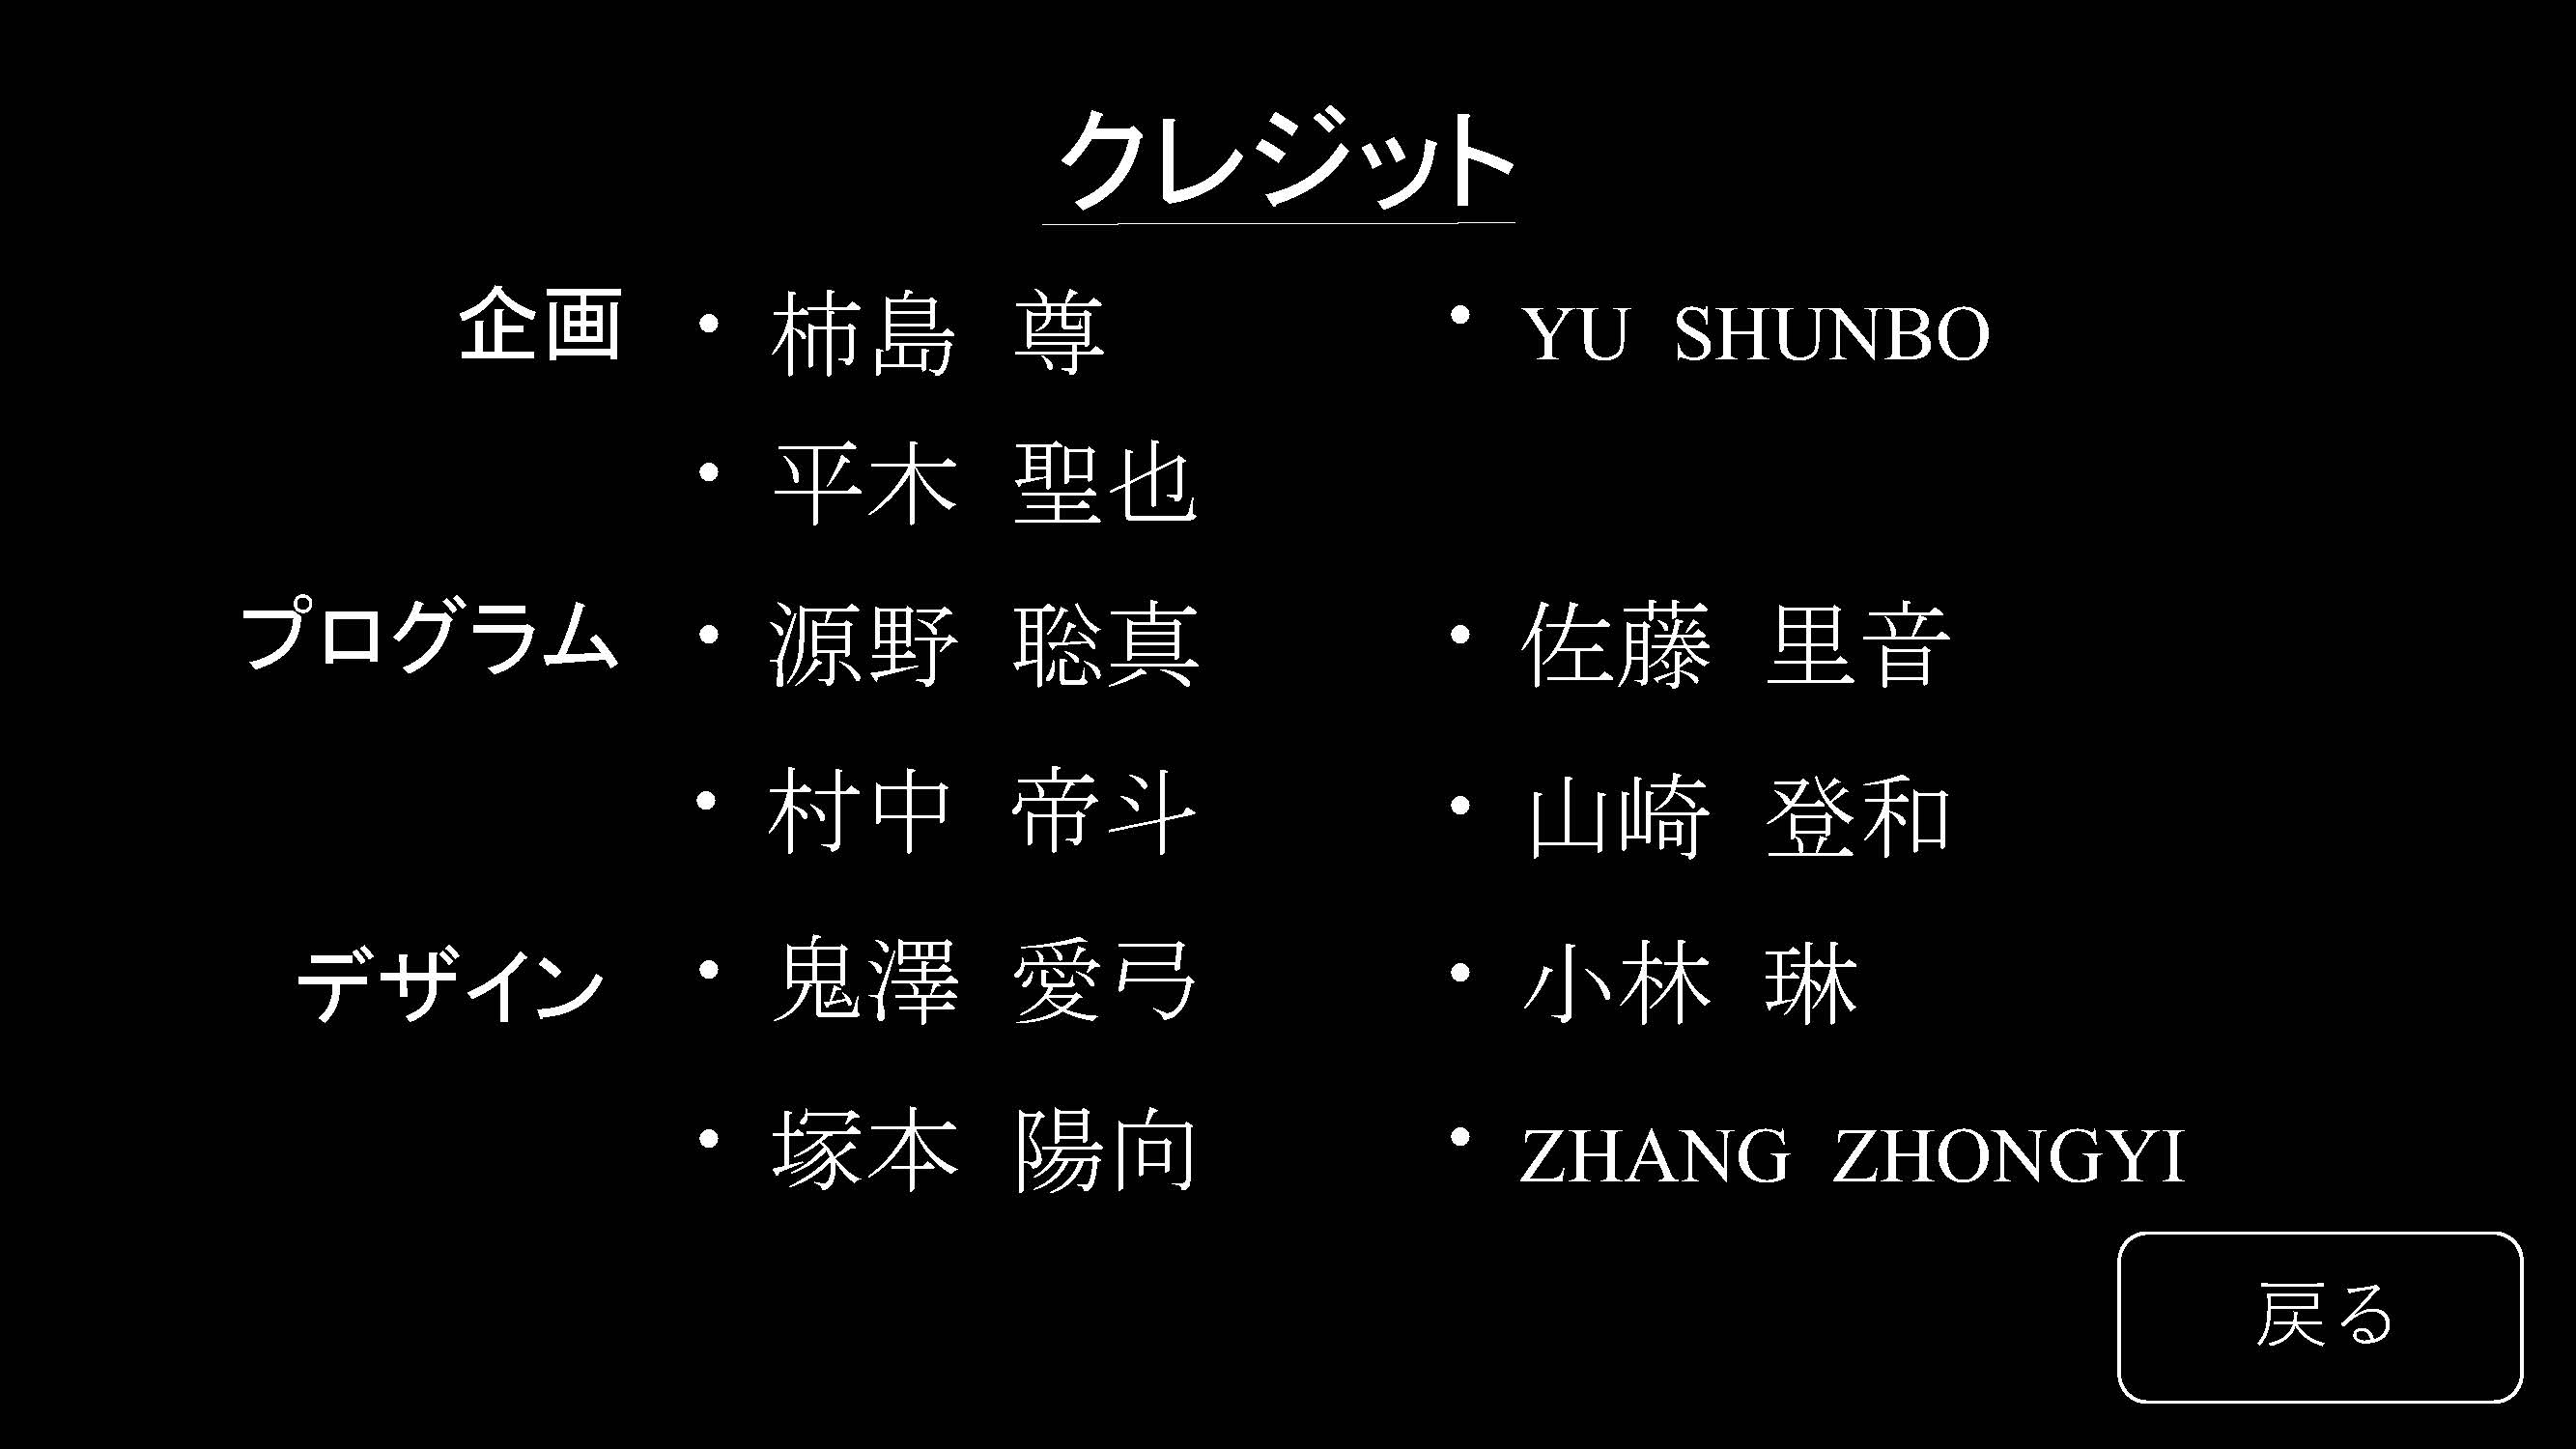 クレジット
企画 • 柿島 尊 • YU SHUNBO
• 平木 聖也
プログラム • 源野 聡真 • 佐藤 里音
• 村中 帝斗 • 山崎 登和
デザイン • 鬼澤 愛弓 • 小林 琳
• 塚本 陽向 • ZHANG ZHONGYI
戻る